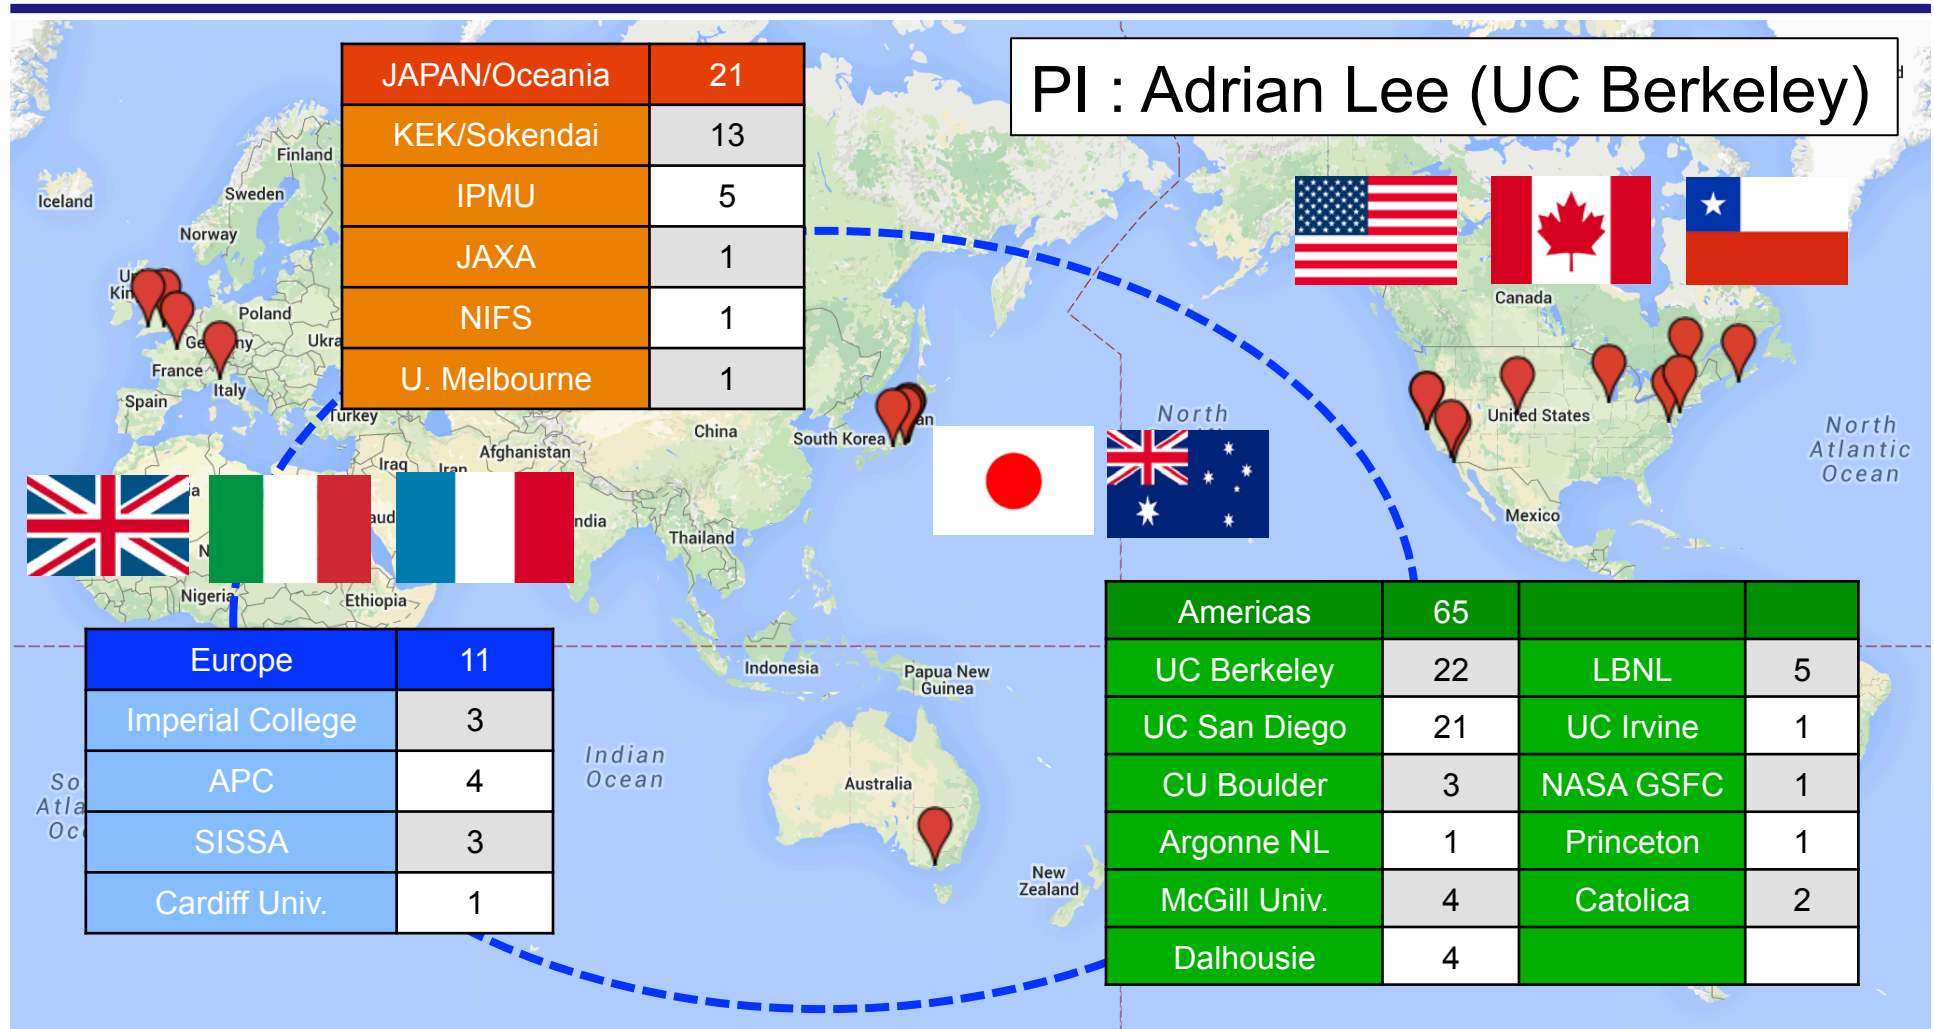 PI : Adrian Lee (UC Berkeley)
JAPAN/Oceania 21
KEK/Sokendai 13
IPMU 5
JAXA 1
NIFS 1
U. Melbourne 1
Europe 11
Imperial College 3
APC 4
SISSA 3
Cardiff Univ. 1
Americas 65
UC Berkeley 22 LBNL 5
UC San Diego 21 UC Irvine 1
CU Boulder 3 NASA GSFC 1
Argonne NL 1 Princeton 1
McGill Univ. 4 Catolica 2
Dalhousie 4
Iceland
Finland
Sweden
Norway
Poland
France
Italy
Spain
Turkey
Iraq
Iran
Afghanistan
China
South Korea
Thailand
Nigeria
Ethiopia
Indonesia
Papua New
Guinea
Indian
Ocean
Australia
New
Zealand
North
Canada
United States
Mexico
North
Atlantic
Ocean